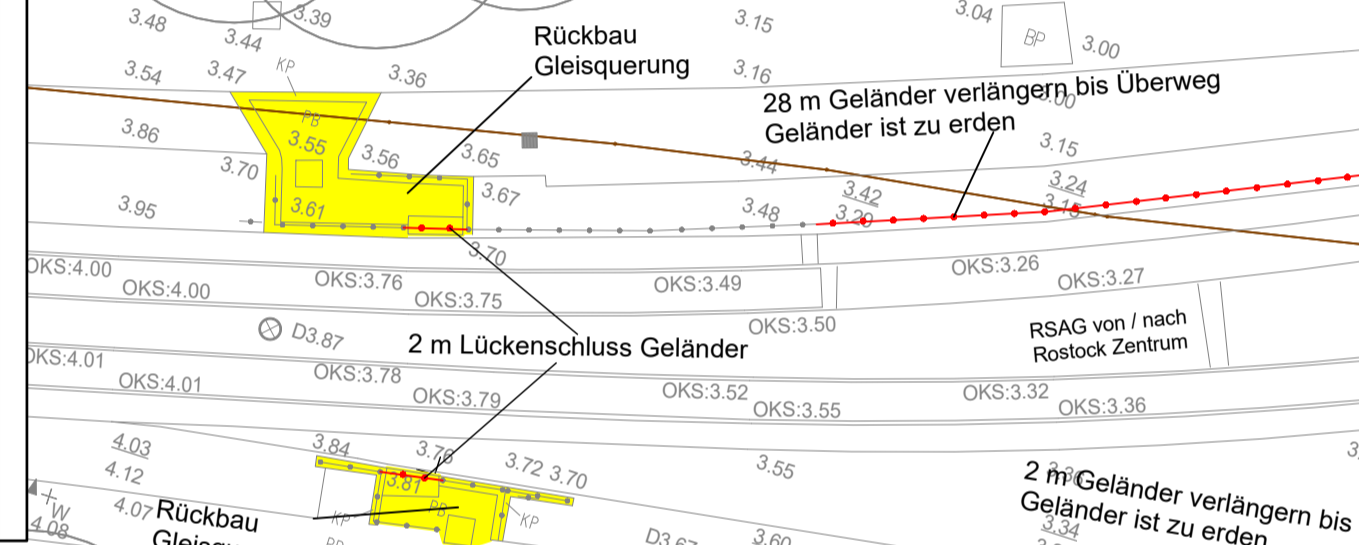 3.48
3.39
3.44
3.15
3.04
BP
3.00
Rückbau
Gleisquerung
3.54
3.47
KP
3.36
3.16
28 m Geländer verlängern bis Überweg
Geländer ist zu erden
3.00
PB
3.86
3.55
3.56
3.65
3.44
3.15
3.70
3.67
3.42
3.24
3.95
3.61
3.48
3.20
3.15
3.70
OKS:4.00
OKS:4.00
OKS:3.76
OKS:3.75
OKS:3.49
OKS:3.26
OKS:3.27
OKS:3.50
D3.87
2 m Lückenschluss Geländer
RSAG von / nach
Rostock Zentrum
OKS:4.01
OKS:4.01
OKS:3.78
OKS:3.79
OKS:3.52
OKS:3.55
OKS:3.32
OKS:3.36
4.03
4.12
3.84
3.76
3.72
3.70
3.55
3.81
2 m Geländer verlängern bis
Geländer ist zu erden
W
4.07
4.08
Rückbau
KP
PB
KP
3.34
3.60